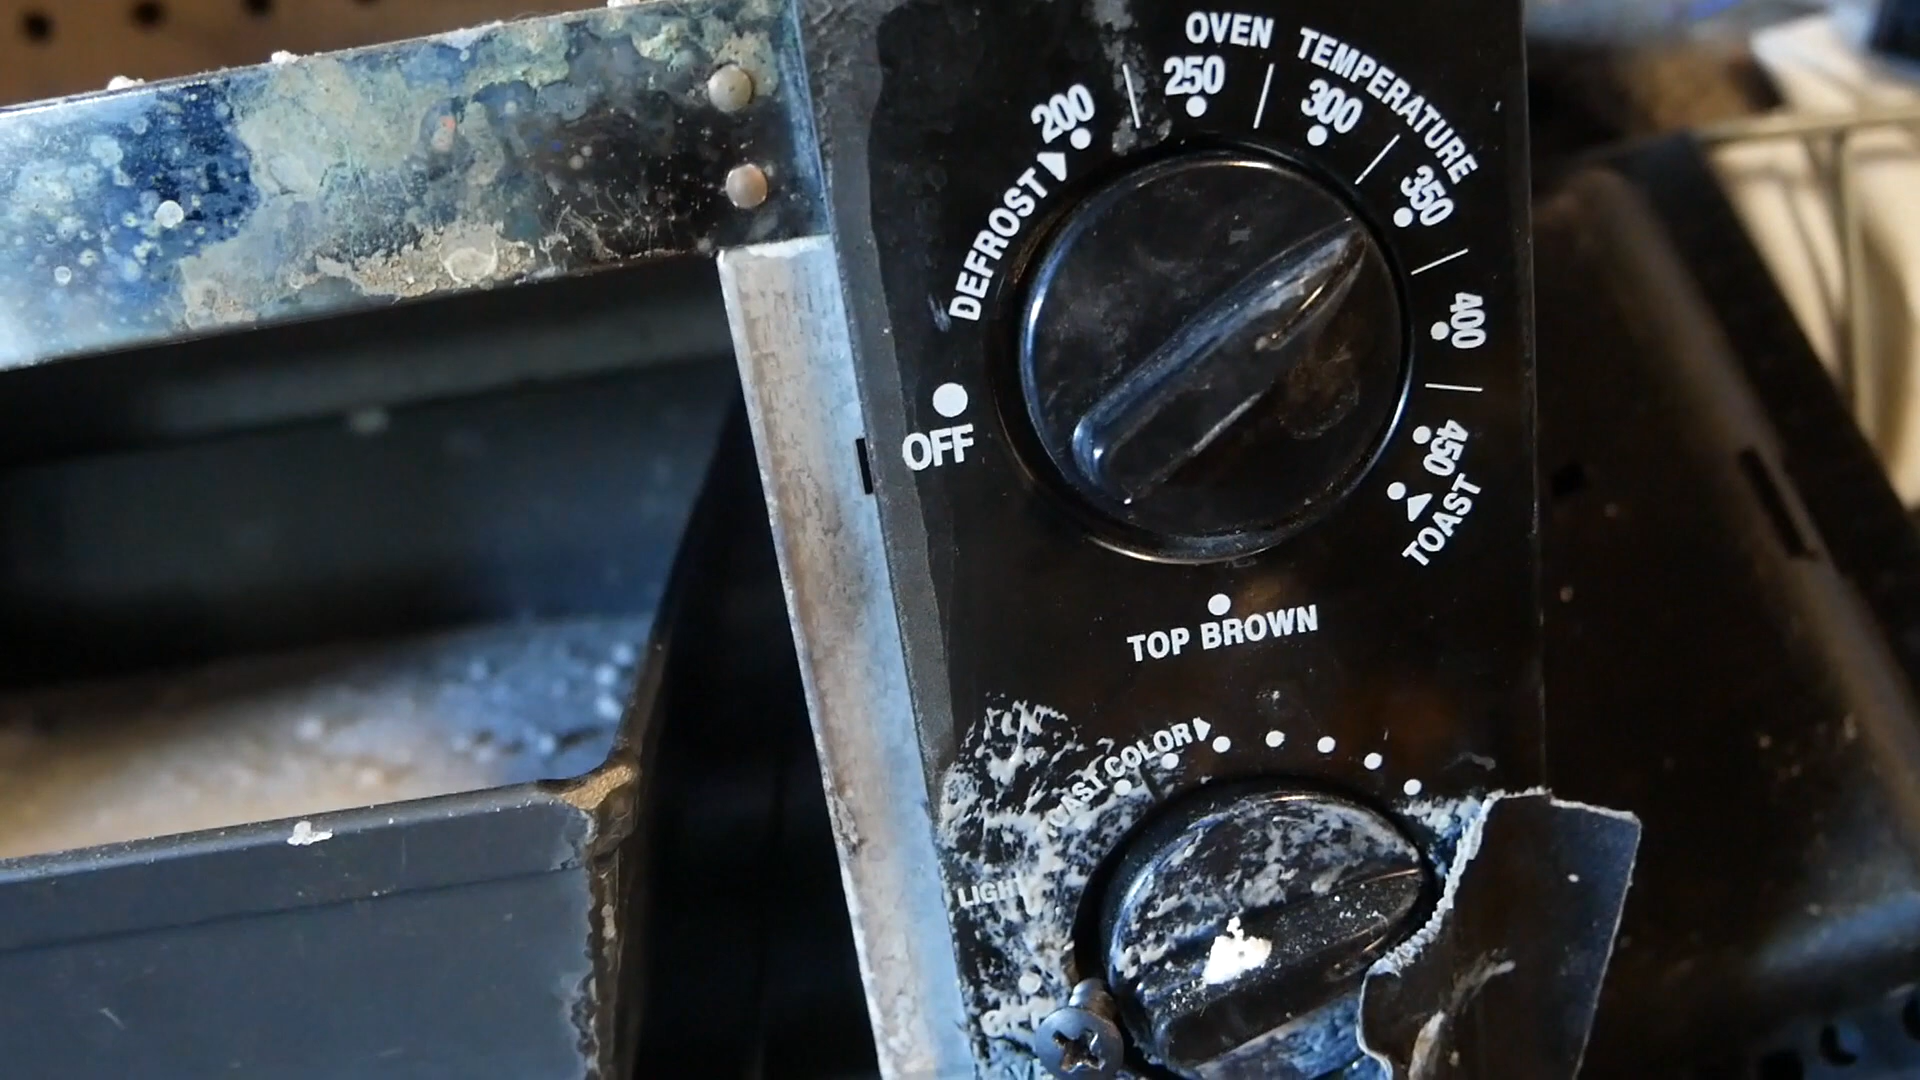 OVEN TEMPERATURE
200
250
300
350
400
450
DEFROST
OFF
TOAST
TOP BROWN
TOAST COLOR
LIGHT